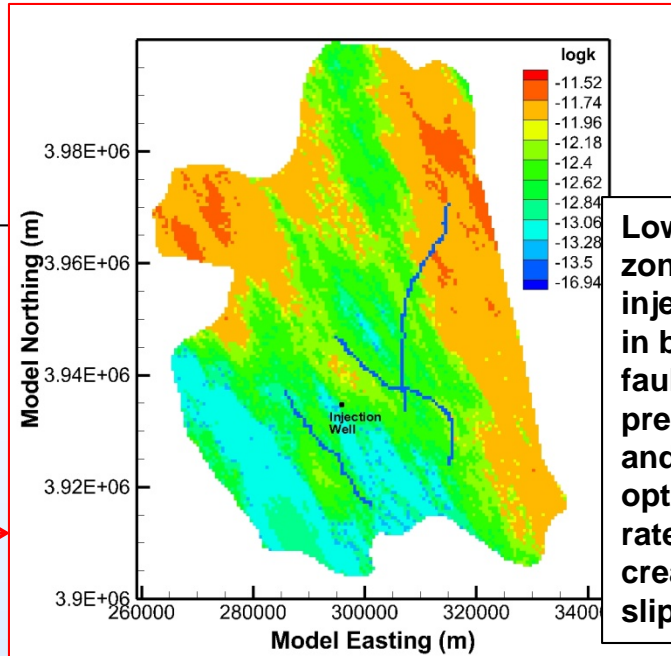 logk
-11.52
-11.74
-11.96
-12.18
-12.4
-12.62
-12.84
-13.06
-13.28
-13.5
-16.94
3.98E+06
3.96E+06
3.94E+06
3.92E+06
3.9E+06
Model Northing (m)
Injection
Well
260000 280000 300000 320000 34000
Model Easting (m)
Low
zon
inje
in b
faul
pre
and
opt
rate
crea
slip